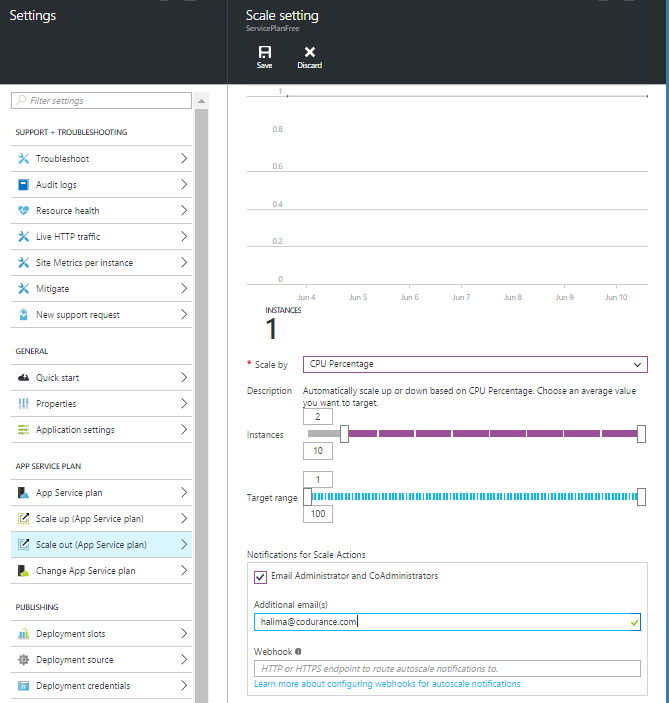 Settings
Filter settings
SUPPORT + TROUBLESHOOTING
Troubleshoot
Audit logs
Resource health
Live HTTP traffic
Site Metrics per instance
Mitigate
New support request
GENERAL
Quick start
Properties
Application settings
APP SERVICE PLAN
App Service plan
Scale up (App Service plan)
Scale out (App Service plan)
Change App Service plan
PUBLISHING
Deployment slots
Deployment source
Deployment credentials
Scale setting
ServicePlanFree
Save
Discard
1
0.8
0.6
0.4
0.2
0
Jun 4 Jun 5 Jun 6 Jun 7 Jun 8 Jun 9 Jun 10
INSTANCES
1
* Scale by CPU Percentage
Description Automatically scale up or down based on CPU Percentage. Choose an average value
you want to target.
2
Instances
10
1
Target range
100
Notifications for Scale Actions
Email Administrator and CoAdministrators
Additional email(s)
halima@codurance.com
Webhook
HTTP or HTTPS endpoint to route autoscale notifications to.
Learn more about configuring webhooks for autoscale notifications